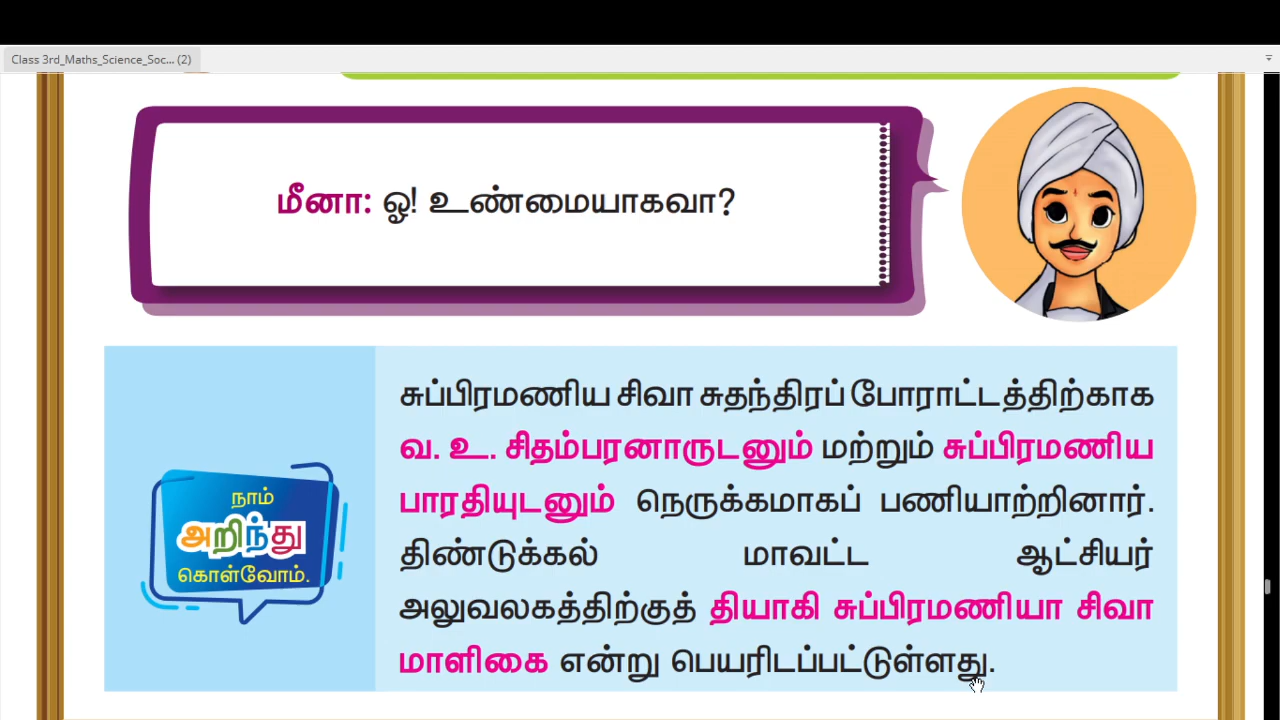 Class 3rd_Maths_Science_Soc... (2)
மீனா: ஓ! உண்மையாகவா?
சுப்பிரமணிய சிவா சுதந்திரப் போராட்டத்திற்காக
வ. உ. சிதம்பரனாருடனும் மற்றும் சுப்பிரமணிய
பாரதியுடனும் நெருக்கமாகப் பணியாற்றினார்.
திண்டுக்கல் மாவட்ட ஆட்சியர்
அலுவலகத்திற்குத் தியாகி சுப்பிரமணியா சிவா
மாளிகை என்று பெயரிடப்பட்டுள்ளது.
நாம்
அறிந்து
கொள்வோம்.